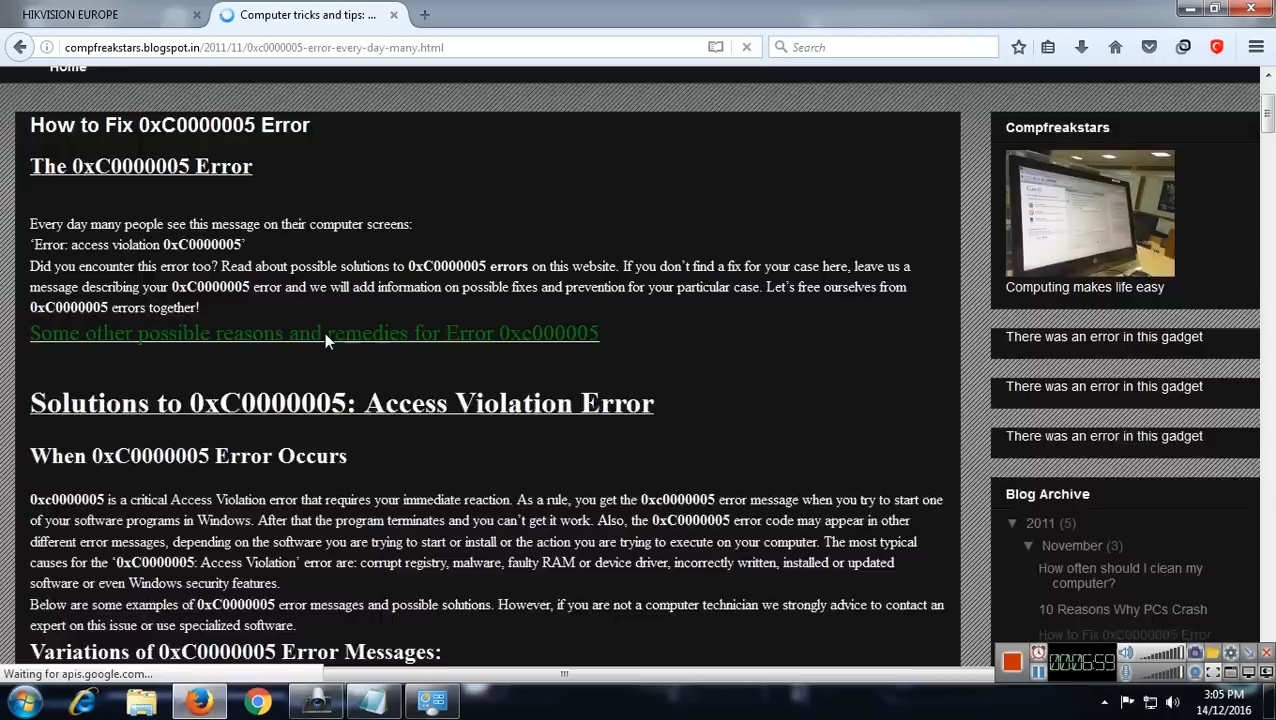 HIKVISION EUROPE
Computer tricks and tips: ...
compfreakstars.blogspot.in/2011/11/0xc0000005-error-every-day-many.html
Search
Home
How to Fix 0xC0000005 Error
The 0xC0000005 Error
Every day many people see this message on their computer screens:
‘Error: access violation 0xC0000005’
Did you encounter this error too? Read about possible solutions to 0xC0000005 errors on this website. If you don’t find a fix for your case here, leave us a
message describing your 0xC0000005 error and we will add information on possible fixes and prevention for your particular case. Let’s free ourselves from
0xC0000005 errors together!
Some other possible reasons and remedies for Error 0xc000005
Solutions to 0xC0000005: Access Violation Error
When 0xC0000005 Error Occurs
0xc0000005 is a critical Access Violation error that requires your immediate reaction. As a rule, you get the 0xc0000005 error message when you try to start one
of your software programs in Windows. After that the program terminates and you can’t get it work. Also, the 0xC0000005 error code may appear in other
different error messages, depending on the software you are trying to start or install or the action you are trying to execute on your computer. The most typical
causes for the ‘0xC0000005: Access Violation’ error are: corrupt registry, malware, faulty RAM or device driver, incorrectly written, installed or updated
software or even Windows security features.
Below are some examples of 0xC0000005 error messages and possible solutions. However, if you are not a computer technician we strongly advice to contact an
expert on this issue or use specialized software.
Variations of 0xC0000005 Error Messages:
Compfreakstars
Computing makes life easy
There was an error in this gadget
There was an error in this gadget
There was an error in this gadget
Blog Archive
▼ 2011 (5)
▼ November (3)
How often should I clean my
computer?
10 Reasons Why PCs Crash
How to Fix 0xC0000005 Error
Waiting for apis.google.com...
00:06:59
3:05 PM
14/12/2016